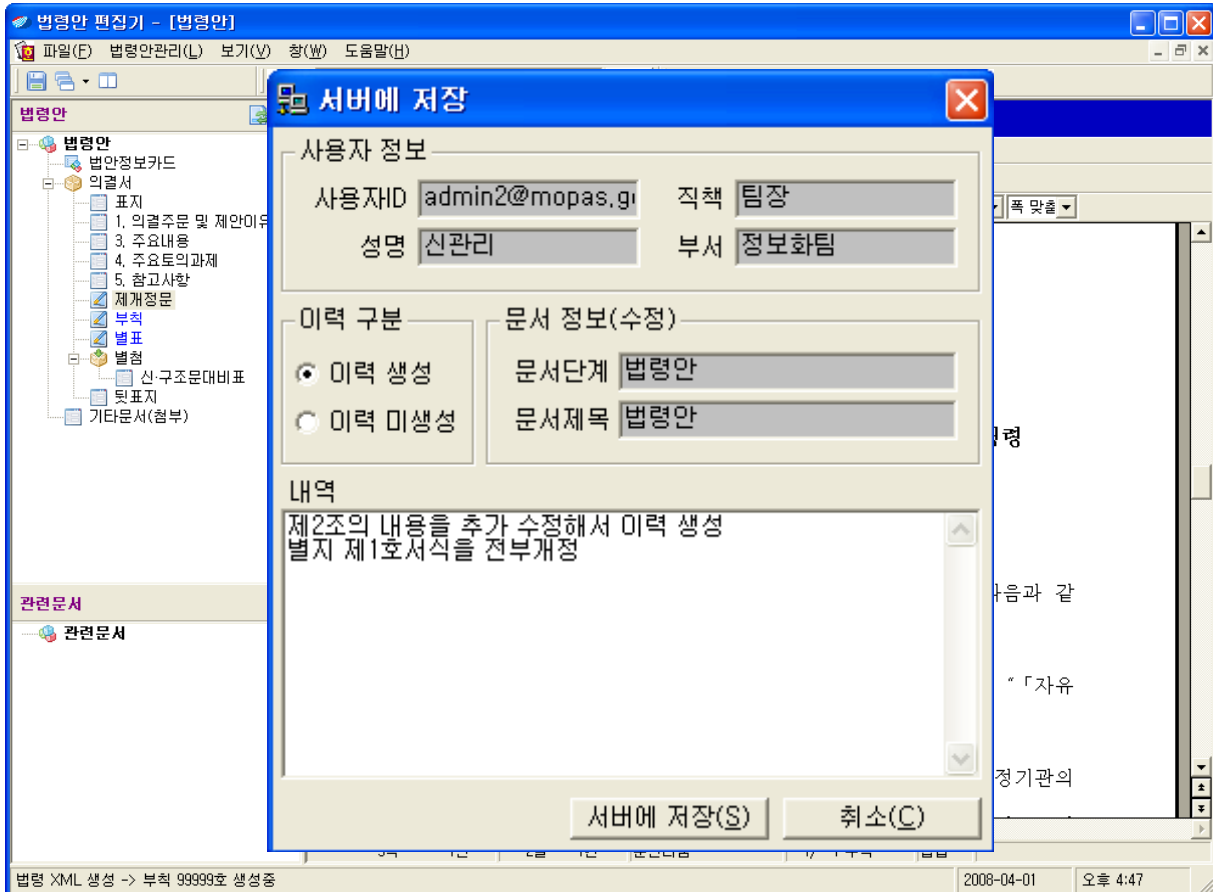 법령안 편집기 - [법령안]
파일(F) 법령안관리(L) 보기(V) 창(W) 도움말(H)
법령안
법령안
법안정보카드
의결서
표지
1. 의결주문 및 제안이유
3. 주요내용
4. 주요토의과제
5. 참고사항
제개정문
부칙
별표
별첨
신·구조문대비표
뒷표지
기타문서(첨부)
관련문서
관련문서
서버에 저장
사용자 정보
사용자ID admin2@mopas.g 직책 팀장
성명 신관리 부서 정보화팀
이력 구분 문서 정보(수정)
이력 생성 문서단계 법령안
이력 미생성 문서제목 법령안
내역
제2조의 내용을 추가 수정해서 이력 생성
별지 제1호서식을 전부개정
서버에 저장(S) 취소(C)
폭 맞춤
령
음과 같
“「자유
정기관의
법령 XML 생성 -> 부칙 99999호 생성중 2008-04-01 오후 4:47